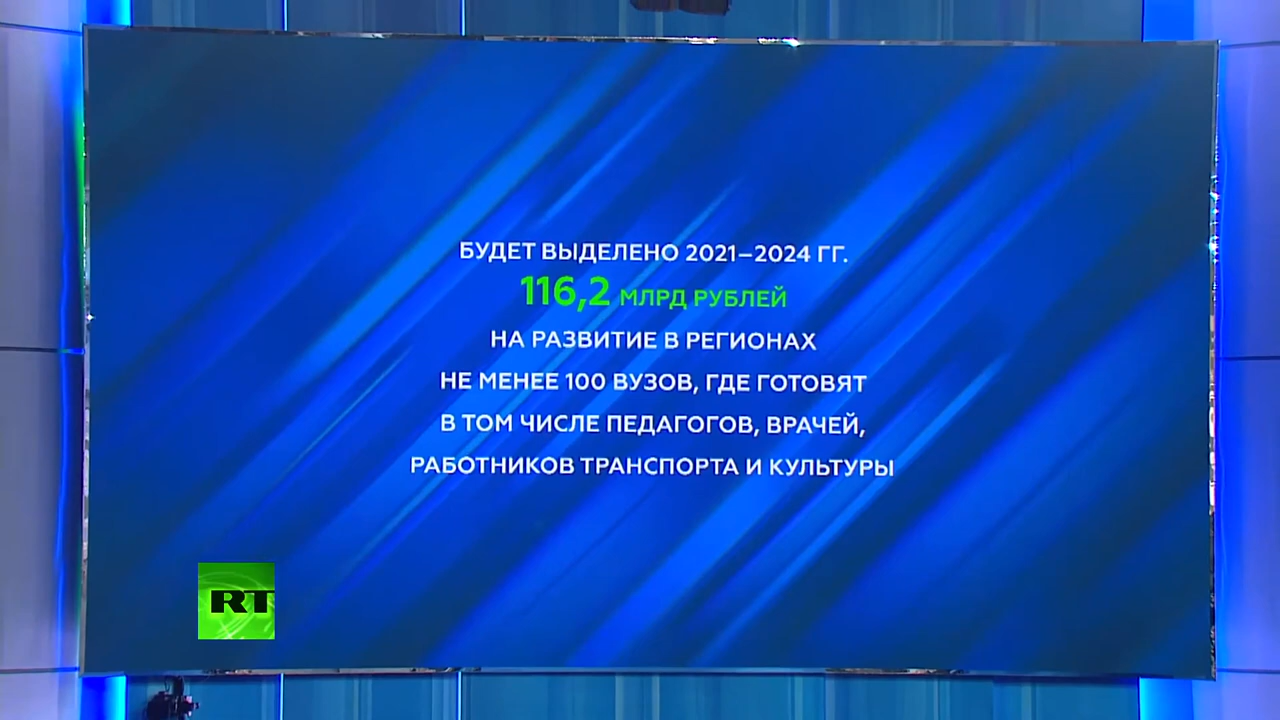 БУДЕТ ВЫДЕЛЕНО 2021–2024 ГГ.
116,2 МЛРД РУБЛЕЙ
НА РАЗВИТИЕ В РЕГИОНАХ
НЕ МЕНЕЕ 100 ВУЗОВ, ГДЕ ГОТОВЯТ
В ТОМ ЧИСЛЕ ПЕДАГОГОВ, ВРАЧЕЙ,
РАБОТНИКОВ ТРАНСПОРТА И КУЛЬТУРЫ
RT